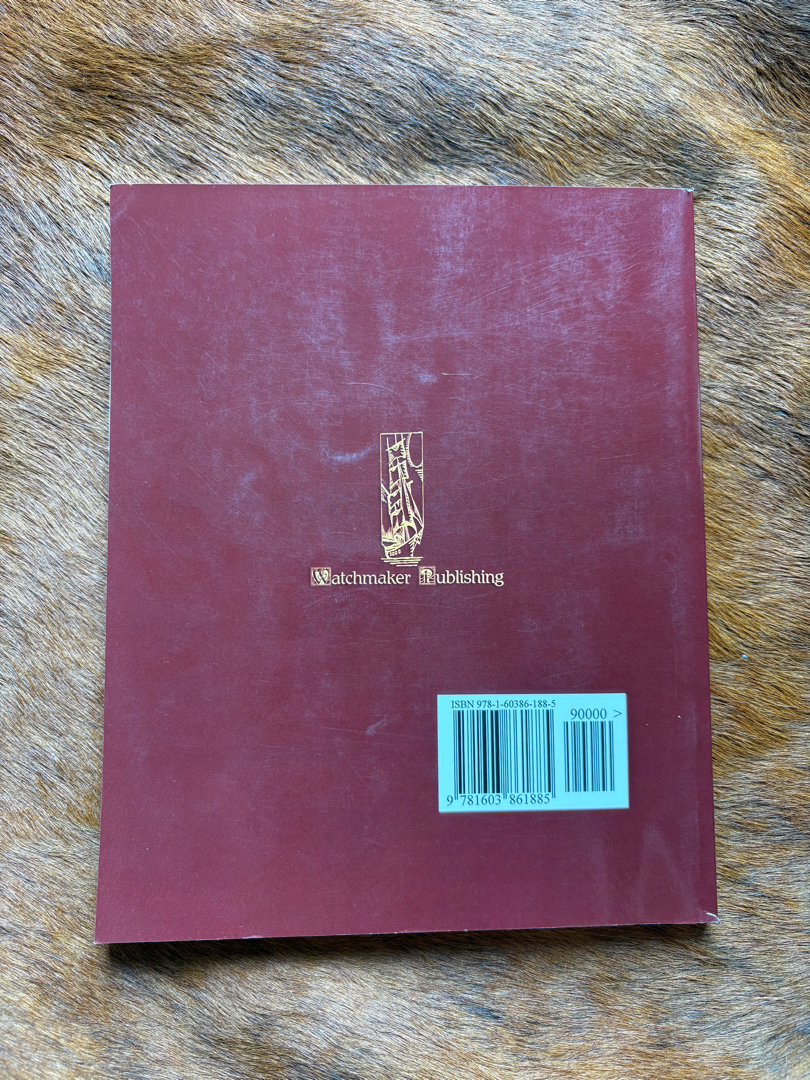 Watchmaker Publishing
ISBN 978-1-60386-188-5
90000 >
9 781603 861885